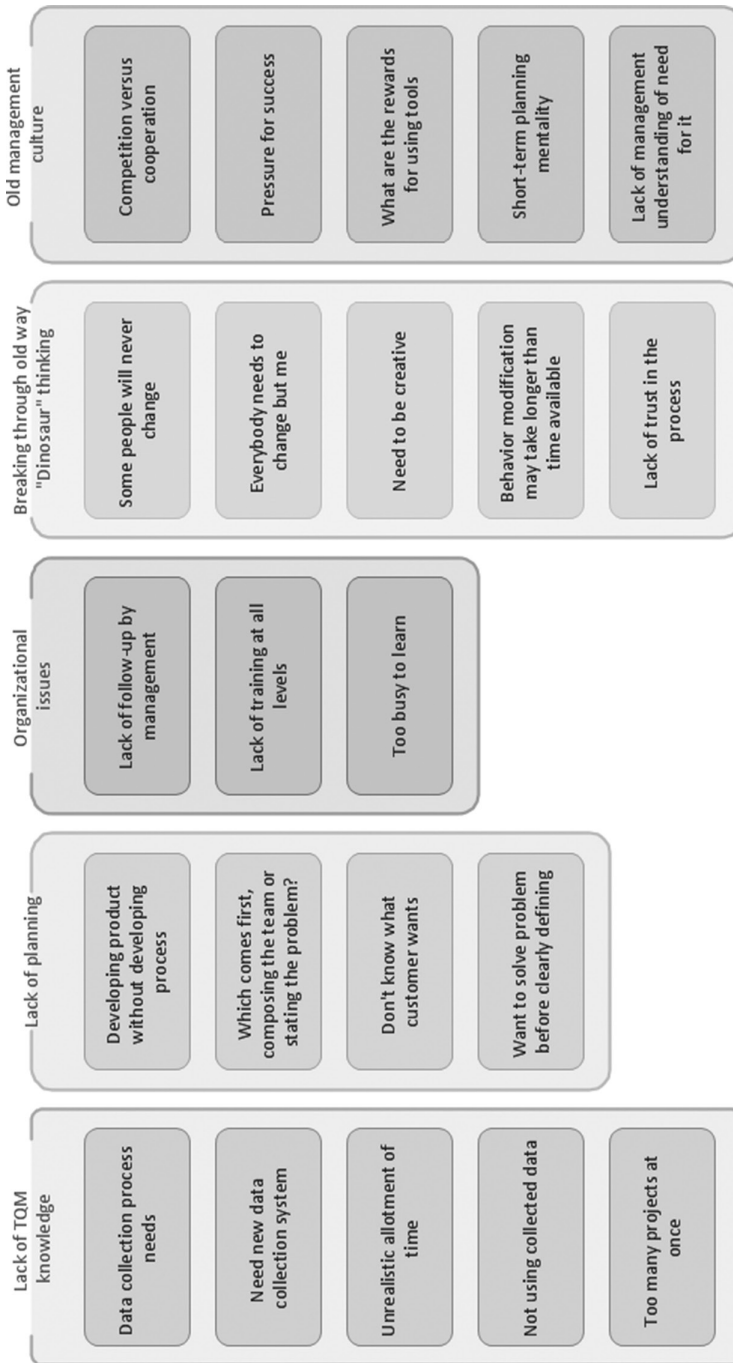 Lack of TQM
knowledge
Data collection process
needs
Need new data
collection system
Unrealistic allotment of
time
Not using collected data
Too many projects at
once
Lack of planning
Developing product
without developing
process
Which comes first,
composing the team or
stating the problem?
Don't know what
customer wants
Want to solve problem
before clearly defining
Organizational
issues
Lack of follow-up by
management
Lack of training at all
levels
Too busy to learn
Breaking through old way
"Dinosaur" thinking
Some people will never
change
Everybody needs to
change but me
Need to be creative
Behavior modification
may take longer than
time available
Lack of trust in the
process
Old management
culture
Competition versus
cooperation
Pressure for success
What are the rewards
for using tools
Short-term planning
mentality
Lack of management
understanding of need
for it